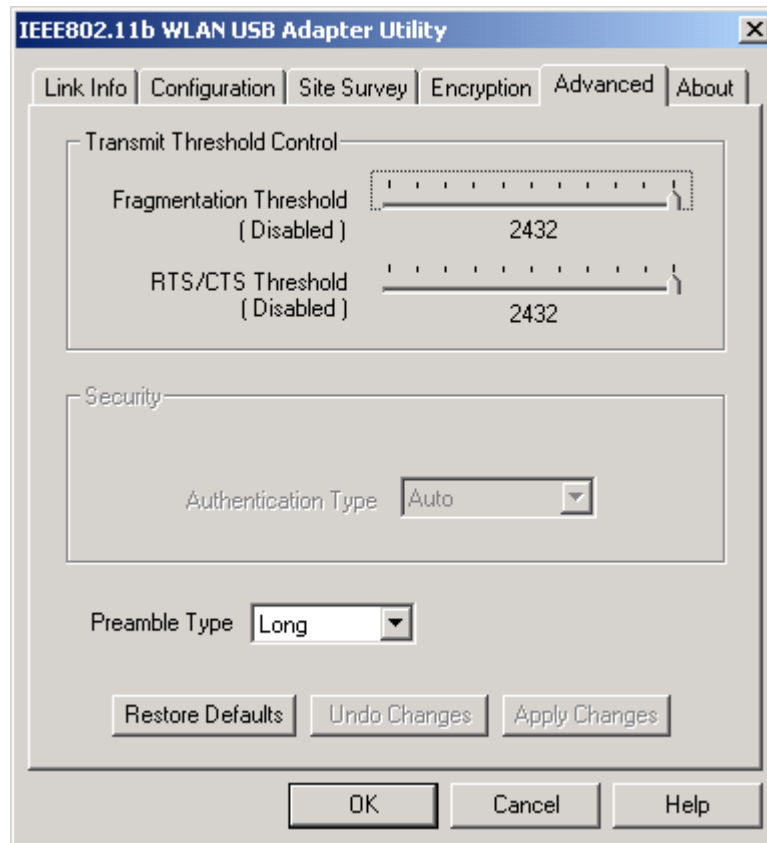 IEEE802.11b WLAN USB Adapter Utility
Link Info Configuration Site Survey Encryption Advanced About
Transmit Threshold Control
Fragmentation Threshold
( Disabled )
2432
RTS/CTS Threshold
( Disabled )
2432
Security
Authentication Type Auto
Preamble Type Long
Restore Defaults Undo Changes Apply Changes
OK Cancel Help